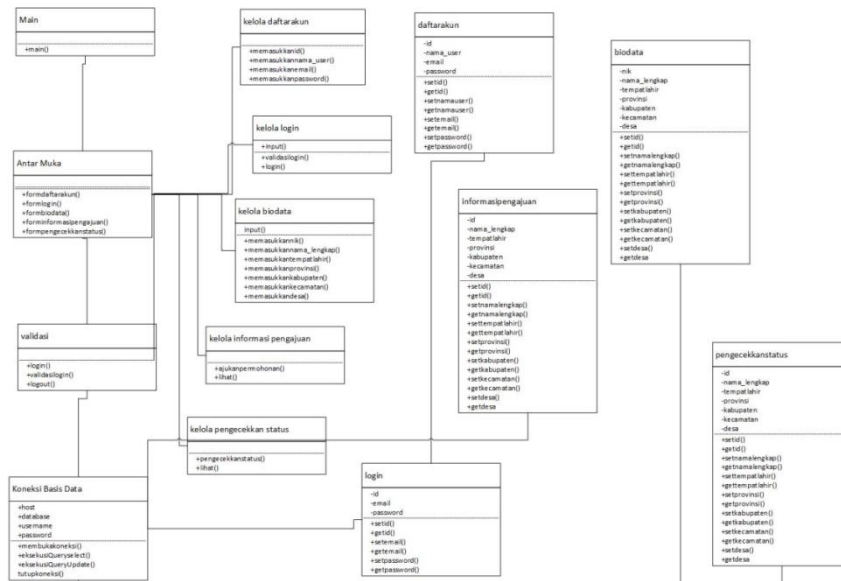 Main
+main()
kelola daftarakun
+memasukkanid()
+memasukkannama_user()
+memasukkanemail()
+memasukkanpassword()
daftarakun
-id
-nama_user
-email
-password
+setid()
+getid()
+setnamauser()
+getnamauser()
+setemail()
+getemail()
+setpassword()
+getpassword()
biodata
-nik
-nama_lengkap
-tempatlahir
-provinsi
-kabupaten
-kecamatan
-desa
+setid()
+getid()
+setnamalengkap()
+getnamalengkap()
+settempatlahir()
+gettempatlahir()
+setprovinsi()
+getprovinsi()
+setkabupaten()
+getkabupaten()
+setkecamatan()
+getkecamatan()
+setdesa()
+getdesa
kelola login
+input()
+validasilogin()
+login()
Antar Muka
+formdaftarakun()
+formlogin()
+formbiodata()
+forminformasipengajuan()
+formpengecekkanstatus()
kelola biodata
input()
+memasukkannik()
+memasukkannama_lengkap()
+memasukkantempatlahir()
+memasukkanprovinsi()
+memasukkankabupaten()
+memasukkankecamatan()
+memasukkandesa()
informasipengajuan
-id
-nama_lengkap
-tempatlahir
-provinsi
-kabupaten
-kecamatan
-desa
+setid()
+getid()
+setnamalengkap()
+getnamalengkap()
+settempatlahir()
+gettempatlahir()
+setprovinsi()
+getprovinsi()
+setkabupaten()
+getkabupaten()
+setkecamatan()
+getkecamatan()
+setdesa()
+getdesa
validasi
+login()
+validasilogin()
+logout()
kelola informasi pengajuan
+ajukanpermohonan()
+lihat()
pengecekkanstatus
-id
-nama_lengkap
-tempatlahir
-provinsi
-kabupaten
-kecamatan
-desa
+setid()
+getid()
+setnamalengkap()
+getnamalengkap()
+settempatlahir()
+gettempatlahir()
+setprovinsi()
+getprovinsi()
+setkabupaten()
+getkabupaten()
+setkecamatan()
+getkecamatan()
+setdesa()
+getdesa
kelola pengecekkan status
+pengecekkanstatus()
+lihat()
Koneksi Basis Data
+host
+database
+username
+password
+membukakoneksi()
+eksekusiQueryselect()
+eksekusiQueryUpdate()
tutupkoneksi()
login
-id
-email
-password
+setid()
+getid()
+setemail()
+getemail()
+setpassword()
+getpassword()